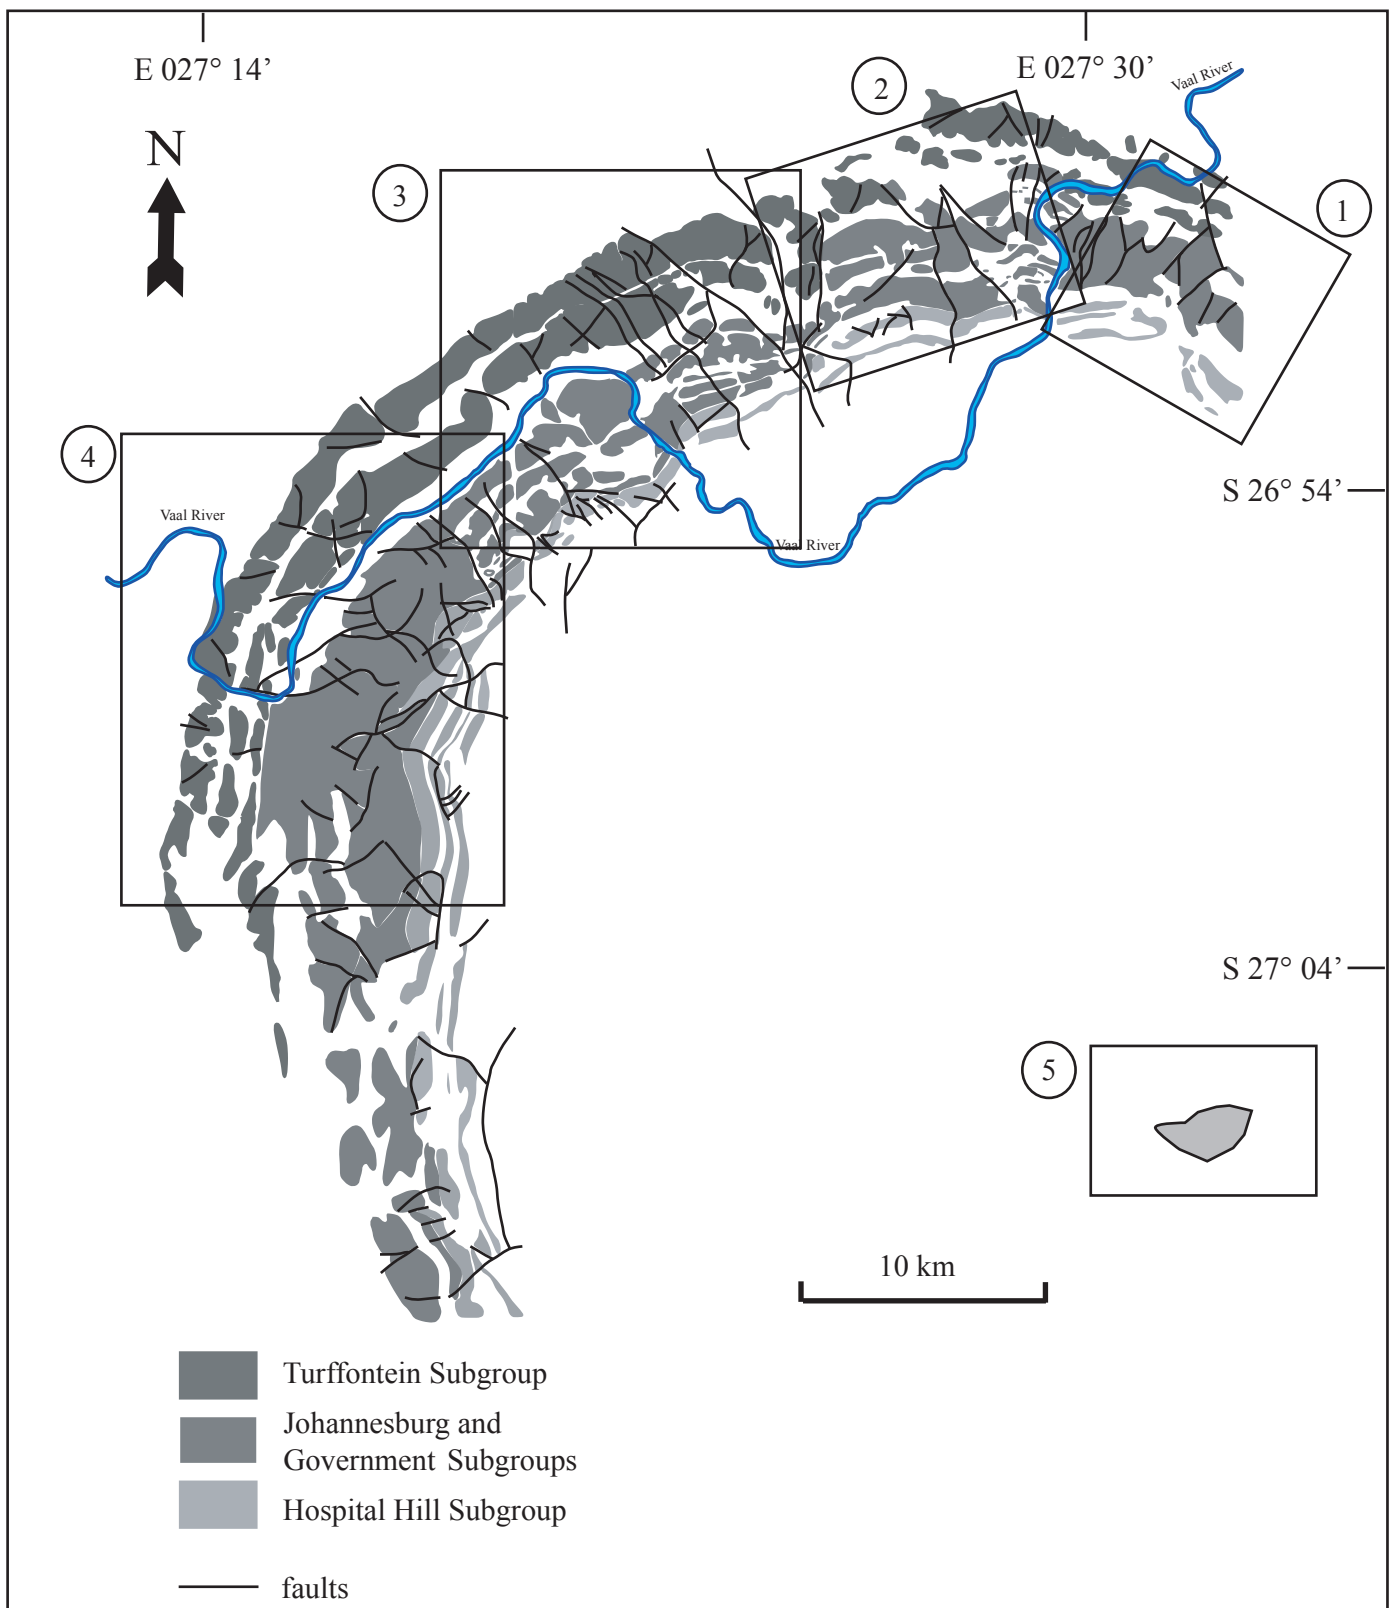 E 027° 14’
E 027° 30’
Vaal River
N
2
3
1
4
S 26° 54’
Vaal River
Vaal River
S 27° 04’
5
10 km
Turffontein Subgroup
Johannesburg and
Government Subgroups
Hospital Hill Subgroup
faults